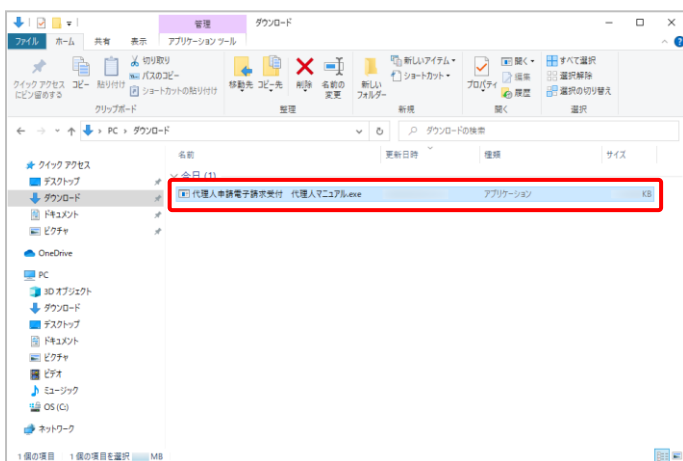 管理 ダウンロード
ファイル ホーム 共有 表示 アプリケーション ツール
クイック アクセスにピン留めする
コピー
貼り付け
切り取り
パスのコピー
ショートカットの貼り付け
クリップボード
移動先 コピー先 削除 名前の変更
整理
新しいフォルダー
新しいアイテム
ショートカット
新規
プロパティ
開く
編集
履歴
開く
すべて選択
選択解除
選択の切り替え
選択
PC › ダウンロード
ダウンロードの検索
名前 更新日時 種類 サイズ
今日 (1)
代理人申請電子請求受付 代理人マニュアル.exe アプリケーション KB
クイック アクセス
デスクトップ
ダウンロード
ドキュメント
ピクチャ
OneDrive
PC
3D オブジェクト
ダウンロード
デスクトップ
ドキュメント
ピクチャ
ビデオ
ミュージック
OS (C:)
ネットワーク
1 個の項目 1 個の項目を選択 MB